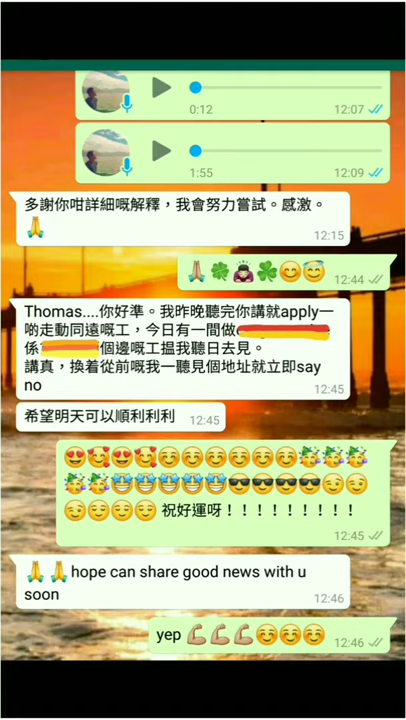 0:12 12:07
1:55 12:09
多謝你咁詳細嘅解釋，我會努力嘗試。感激。
🙏 12:15
🙏🍀🙇‍♀️☘️😊😇 12:44
Thomas....你好準。我昨晚聽完你講就apply一
啲走動同遠嘅工，今日有一間做
係 個邊嘅工搵我聽日去見。
講真，換着從前嘅我一聽見個地址就立即say
no 12:45
希望明天可以順利利利 12:45
😍🥰😍🥰☺️☺️☺️☺️☺️☺️🥳🥳🥳
🥳🥳🤩🤩🤩🤩🤩😎😎😎😎😉😉
😏😌😌😌 祝好運呀！！！！！！！！！
12:45
🙏🙏hope can share good news with u
soon 12:46
yep 💪🏼💪🏼💪🏼☺️☺️☺️ 12:46